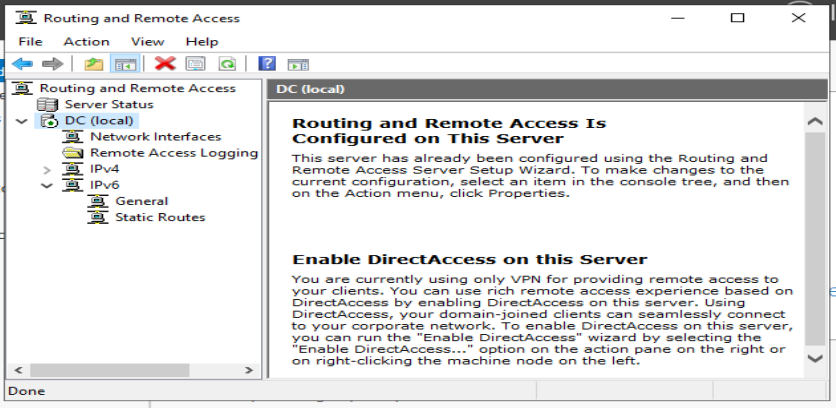 Routing and Remote Access
File Action View Help
Routing and Remote Access
Server Status
DC (local)
Network Interfaces
Remote Access Logging
IPv4
IPv6
General
Static Routes
DC (local)
Routing and Remote Access Is
Configured on This Server
This server has already been configured using the Routing and
Remote Access Server Setup Wizard. To make changes to the
current configuration, select an item in the console tree, and then
on the Action menu, click Properties.
Enable DirectAccess on this Server
You are currently using only VPN for providing remote access to
your clients. You can use rich remote access experience based on
DirectAccess by enabling DirectAccess on this server. Using
DirectAccess, your domain-joined clients can seamlessly connect
to your corporate network. To enable DirectAccess on this server,
you can run the "Enable DirectAccess" wizard by selecting the
"Enable DirectAccess..." option on the action pane on the right or
on right-clicking the machine node on the left.
Done